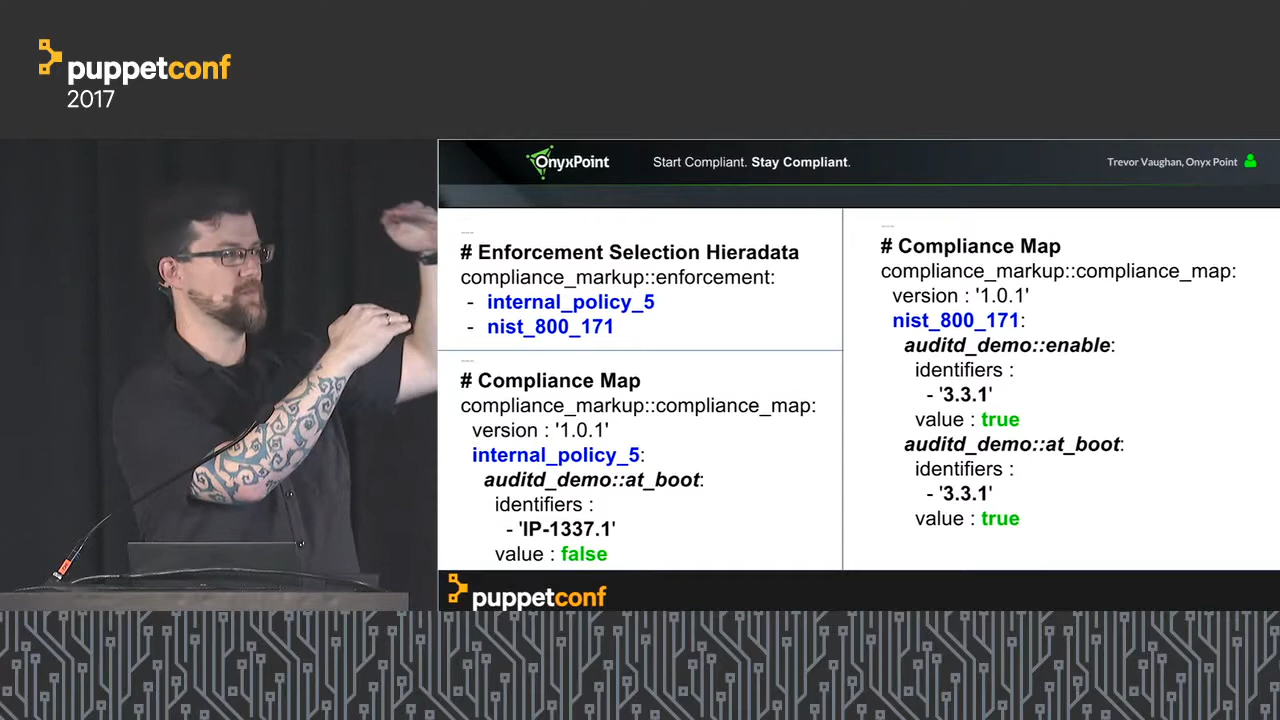 puppetconf
2017
OnyxPoint
Start Compliant. Stay Compliant.
Trevor Vaughan, Onyx Point
---
# Enforcement Selection Hieradata
compliance_markup::enforcement:
- internal_policy_5
- nist_800_171
---
# Compliance Map
compliance_markup::compliance_map:
version : '1.0.1'
internal_policy_5:
auditd_demo::at_boot:
identifiers :
- 'IP-1337.1'
value : false
---
# Compliance Map
compliance_markup::compliance_map:
version : '1.0.1'
nist_800_171:
auditd_demo::enable:
identifiers :
- '3.3.1'
value : true
auditd_demo::at_boot:
identifiers :
- '3.3.1'
value : true
puppetconf